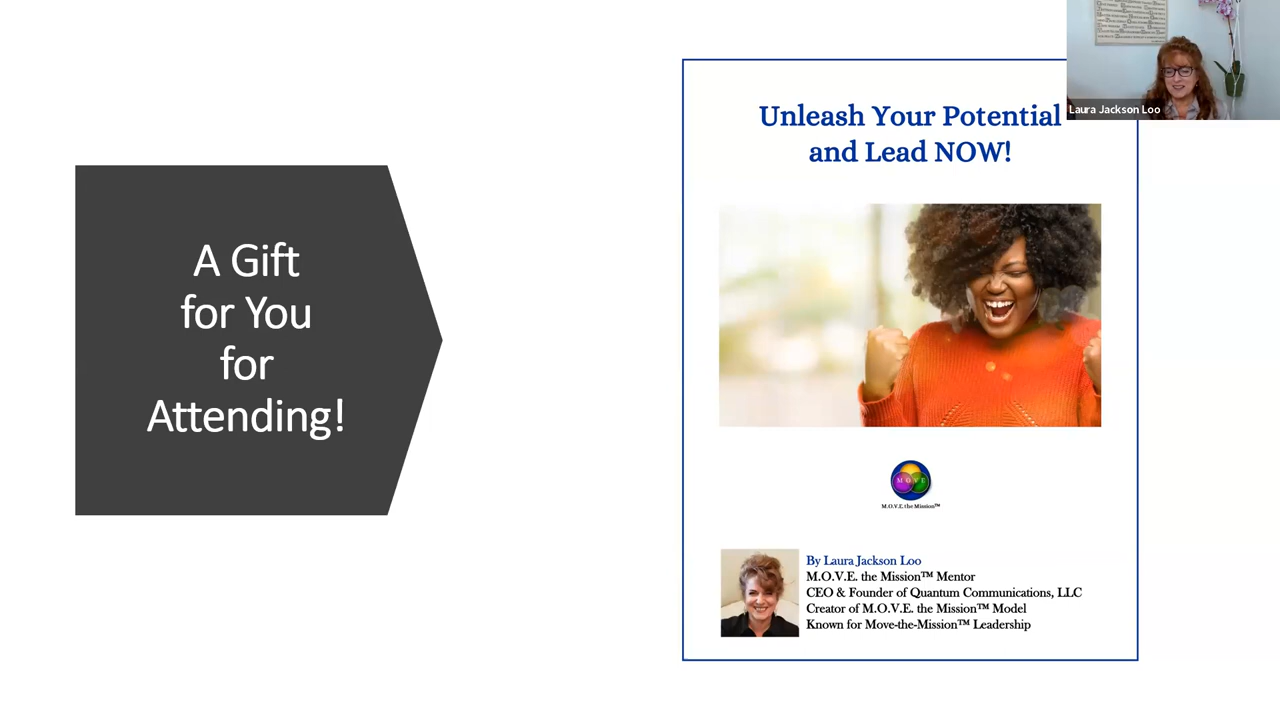 A Gift
for You
for
Attending!
Unleash Your Potential
and Lead NOW!
M O V E
M.O.V.E. the Mission™
By Laura Jackson Loo
M.O.V.E. the Mission™ Mentor
CEO & Founder of Quantum Communications, LLC
Creator of M.O.V.E. the Mission™ Model
Known for Move-the-Mission™ Leadership
Laura Jackson Loo